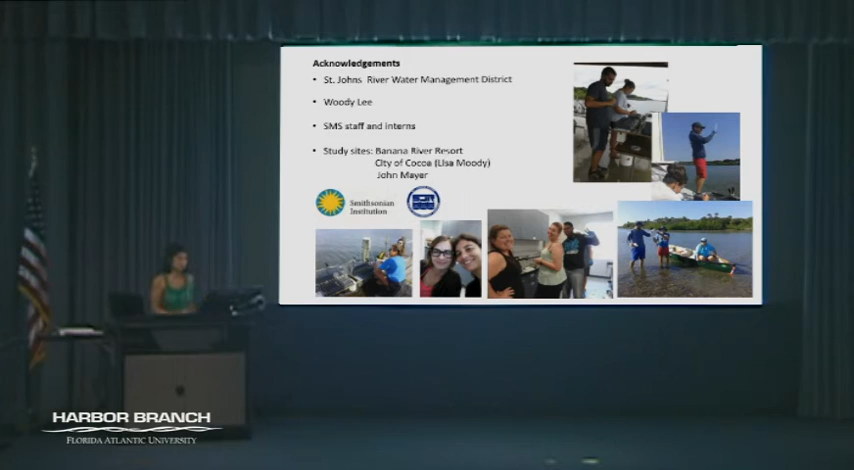 Acknowledgements
• St. Johns River Water Management District
• Woody Lee
• SMS staff and interns
• Study sites: Banana River Resort
City of Cocoa (Lisa Moody)
John Mayer
Smithsonian
Institution
HARBOR BRANCH
FLORIDA ATLANTIC UNIVERSITY